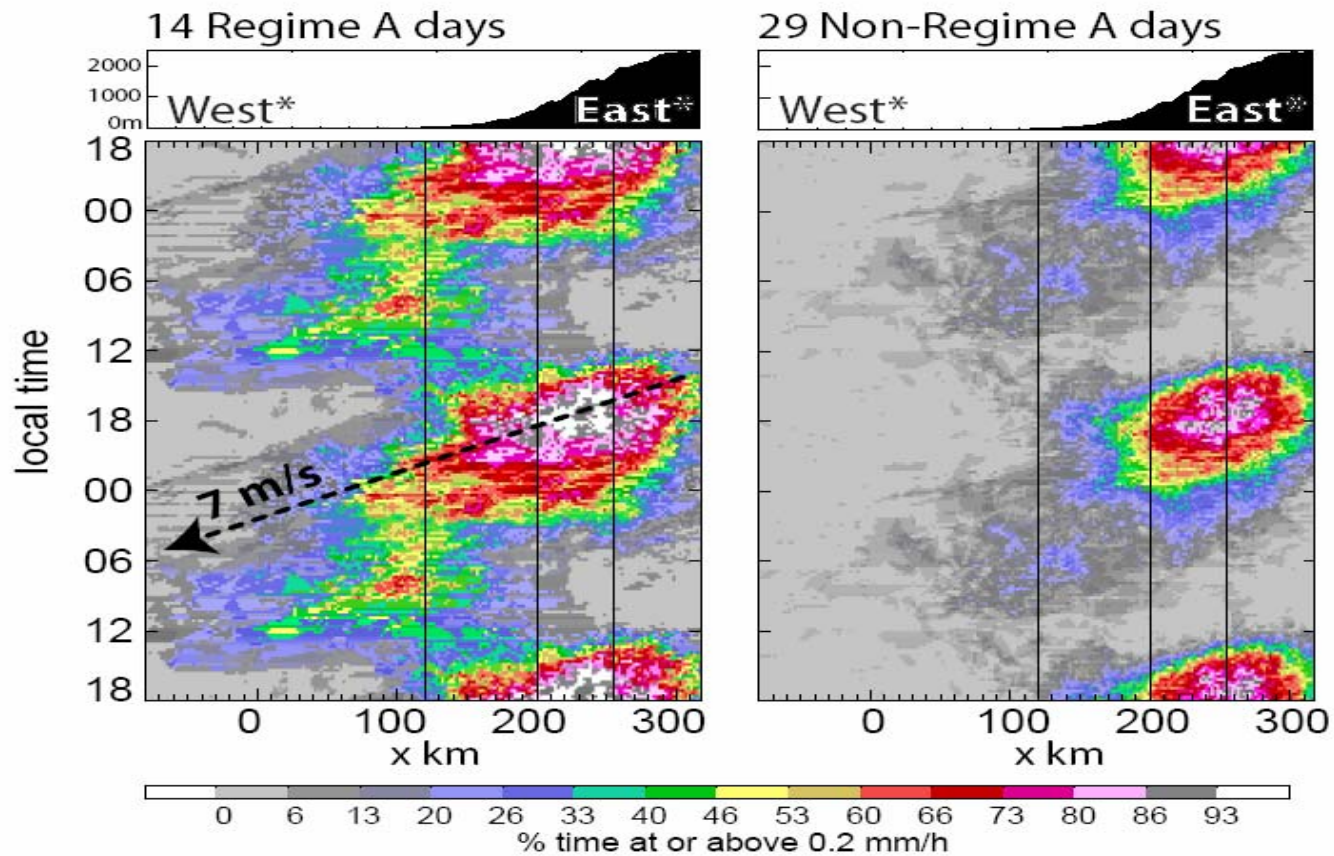 14 Regime A days
29 Non-Regime A days
2000
1000
0m
West*
East*
West*
East*
18
00
06
12
18
00
06
12
18
local time
7 m/s
0
100
200
300
x km
0
100
200
300
x km
0 6 13 20 26 33 40 46 53 60 66 73 80 86 93
% time at or above 0.2 mm/h